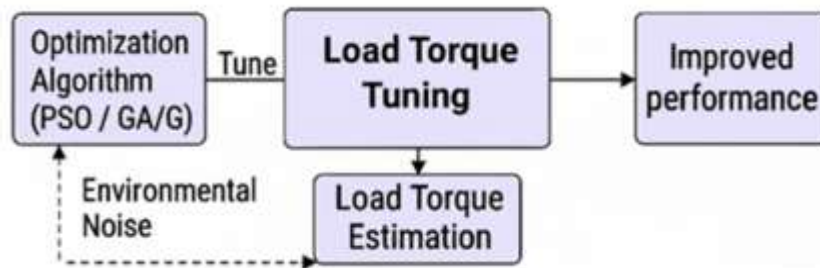 Optimization
Algorithm
(PSO / GA/G)
Tune
Load Torque
Tuning
Improved
performance
Environmental
Noise
Load Torque
Estimation